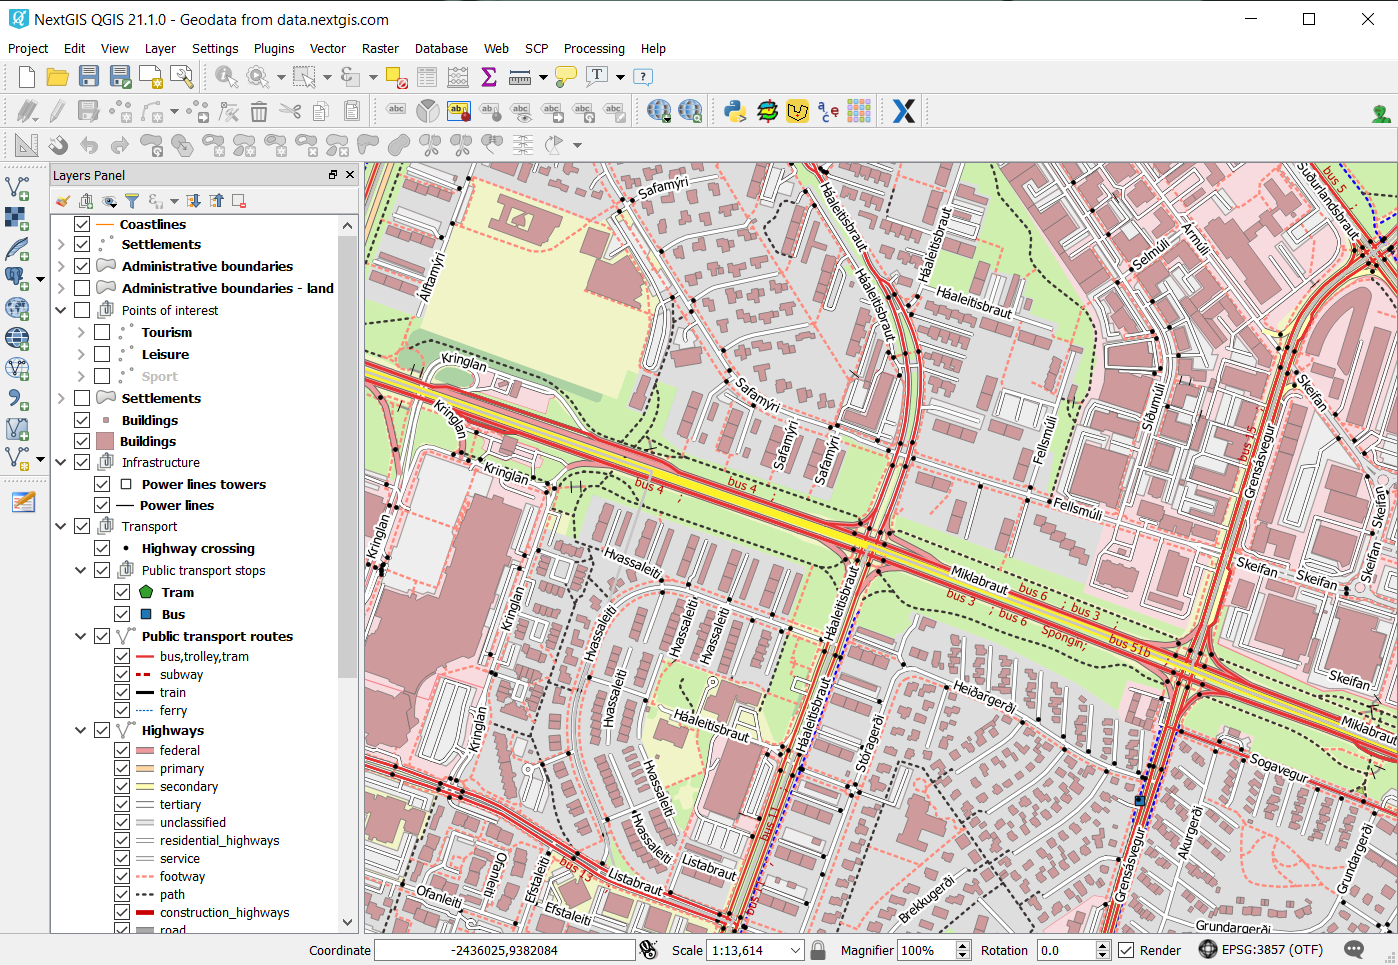 NextGIS QGIS 21.1.0 - Geodata from data.nextgis.com
Project Edit View Layer Settings Plugins Vector Raster Database Web SCP Processing Help
Layers Panel
Coastlines
Settlements
Administrative boundaries
Administrative boundaries - land
Points of interest
Tourism
Leisure
Sport
Settlements
Buildings
Buildings
Infrastructure
Power lines towers
Power lines
Transport
Highway crossing
Public transport stops
Tram
Bus
Public transport routes
bus,trolley,tram
subway
train
ferry
Highways
federal
primary
secondary
tertiary
unclassified
residential_highways
service
footway
path
construction_highways
road
Safamýri
Álftamýri
Háaleitisbraut
Háaleitisbraut
Háaleitisbraut
Háaleitisbraut
Selmúli
Ármúli
Suðurlandsbraut
bus 5
Kringlan
Kringlan
Kringlan
Kringlan
Kringlan
Kringlan
Safamýri
Safamýri
Safamýri
Síðumúli
Fellsmúli
Fellsmúli
Grensásvegur
bus 15
Skeifan
Skeifan
Skeifan
Skeifan
Skeifan
Skeifan
bus 4 ;
bus 4 ;
Miklabraut
bus 6 ; bus 3 ;
bus 3 ; bus 6 Spöngin;
bus 51b
Miklabraut
Hvassaleiti
Hvassaleiti
Hvassaleiti
Hvassaleiti
Hvassaleiti
Hvassaleiti
Hvassaleiti
Háaleitisbraut
Háaleitisbraut
Háaleitisbraut
Heiðargerði
Stóragerði
Sogavegur
Akurgerði
Grensásvegur
Grundargerði
Grundargerði
Brekkugerði
Listabraut
Listabraut
bus 13
bus 11
Ofanleiti
Ofanleiti
Efstaleiti
Efstaleiti
Coordinate -2436025,9382084 Scale 1:13,614 Magnifier 100% Rotation 0.0 Render EPSG:3857 (OTF)